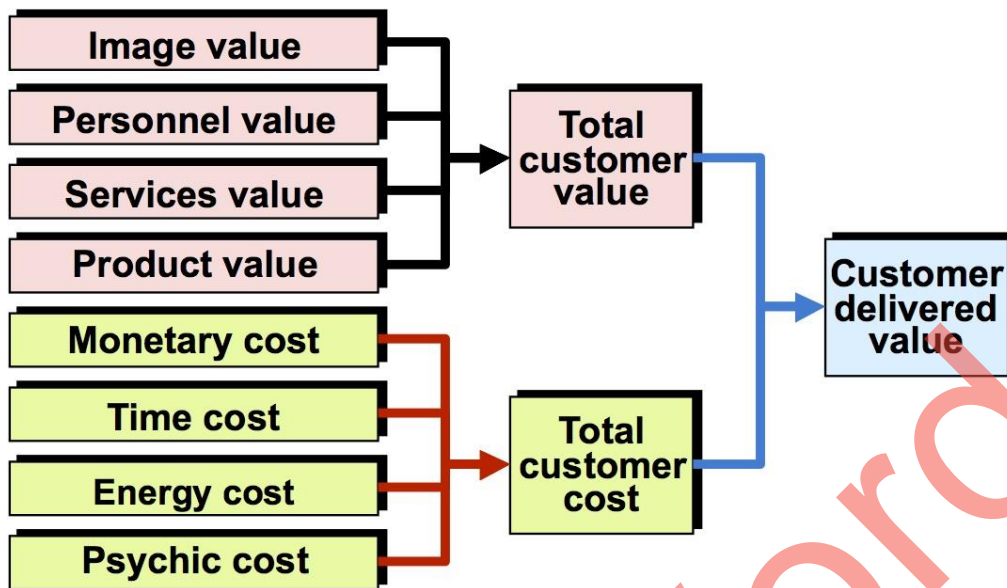 Image value
Personnel value
Services value
Product value
Monetary cost
Time cost
Energy cost
Psychic cost
Total
customer
value
Total
customer
cost
Customer
delivered
value